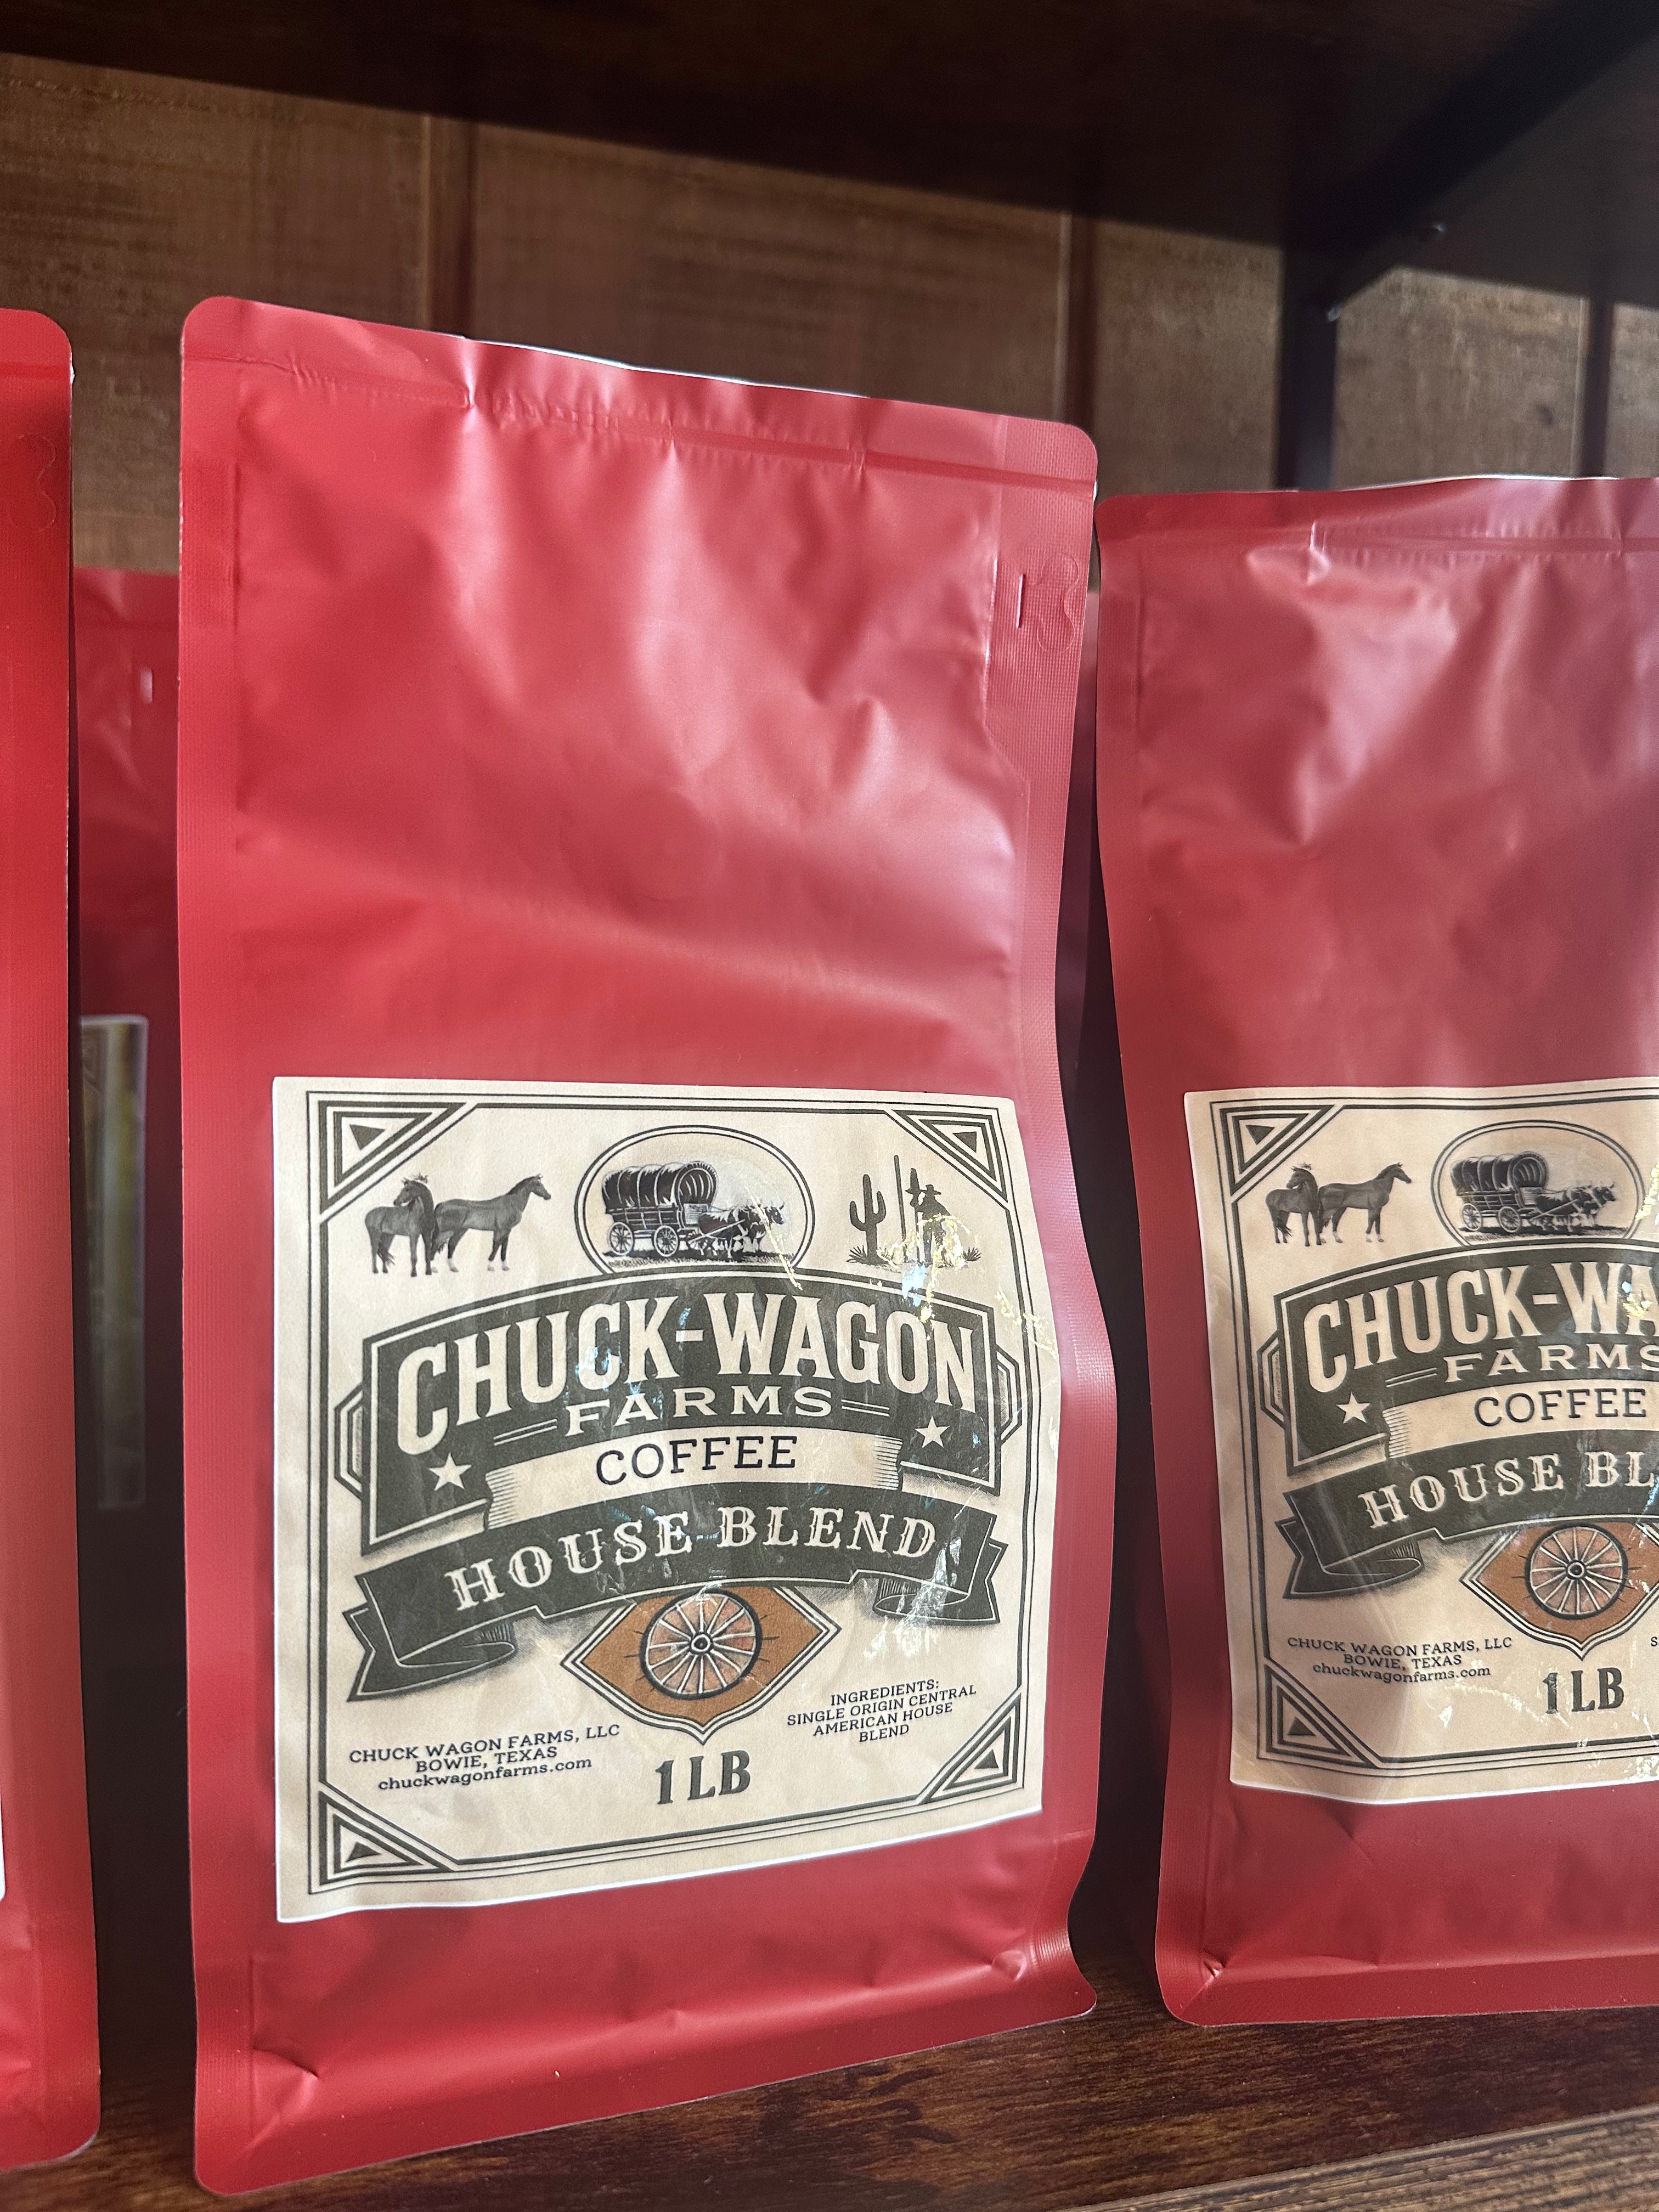 CHUCK-WAGON
FARMS
COFFEE
HOUSE BLEND
CHUCK WAGON FARMS, LLC
BOWIE, TEXAS
chuckwagonfarms.com
1 LB
INGREDIENTS:
SINGLE ORIGIN CENTRAL
AMERICAN HOUSE
BLEND
CHUCK-WA
FARMS
COFFEE
HOUSE BL
CHUCK WAGON FARMS, LLC
BOWIE, TEXAS
chuckwagonfarms.com
1 LB
S